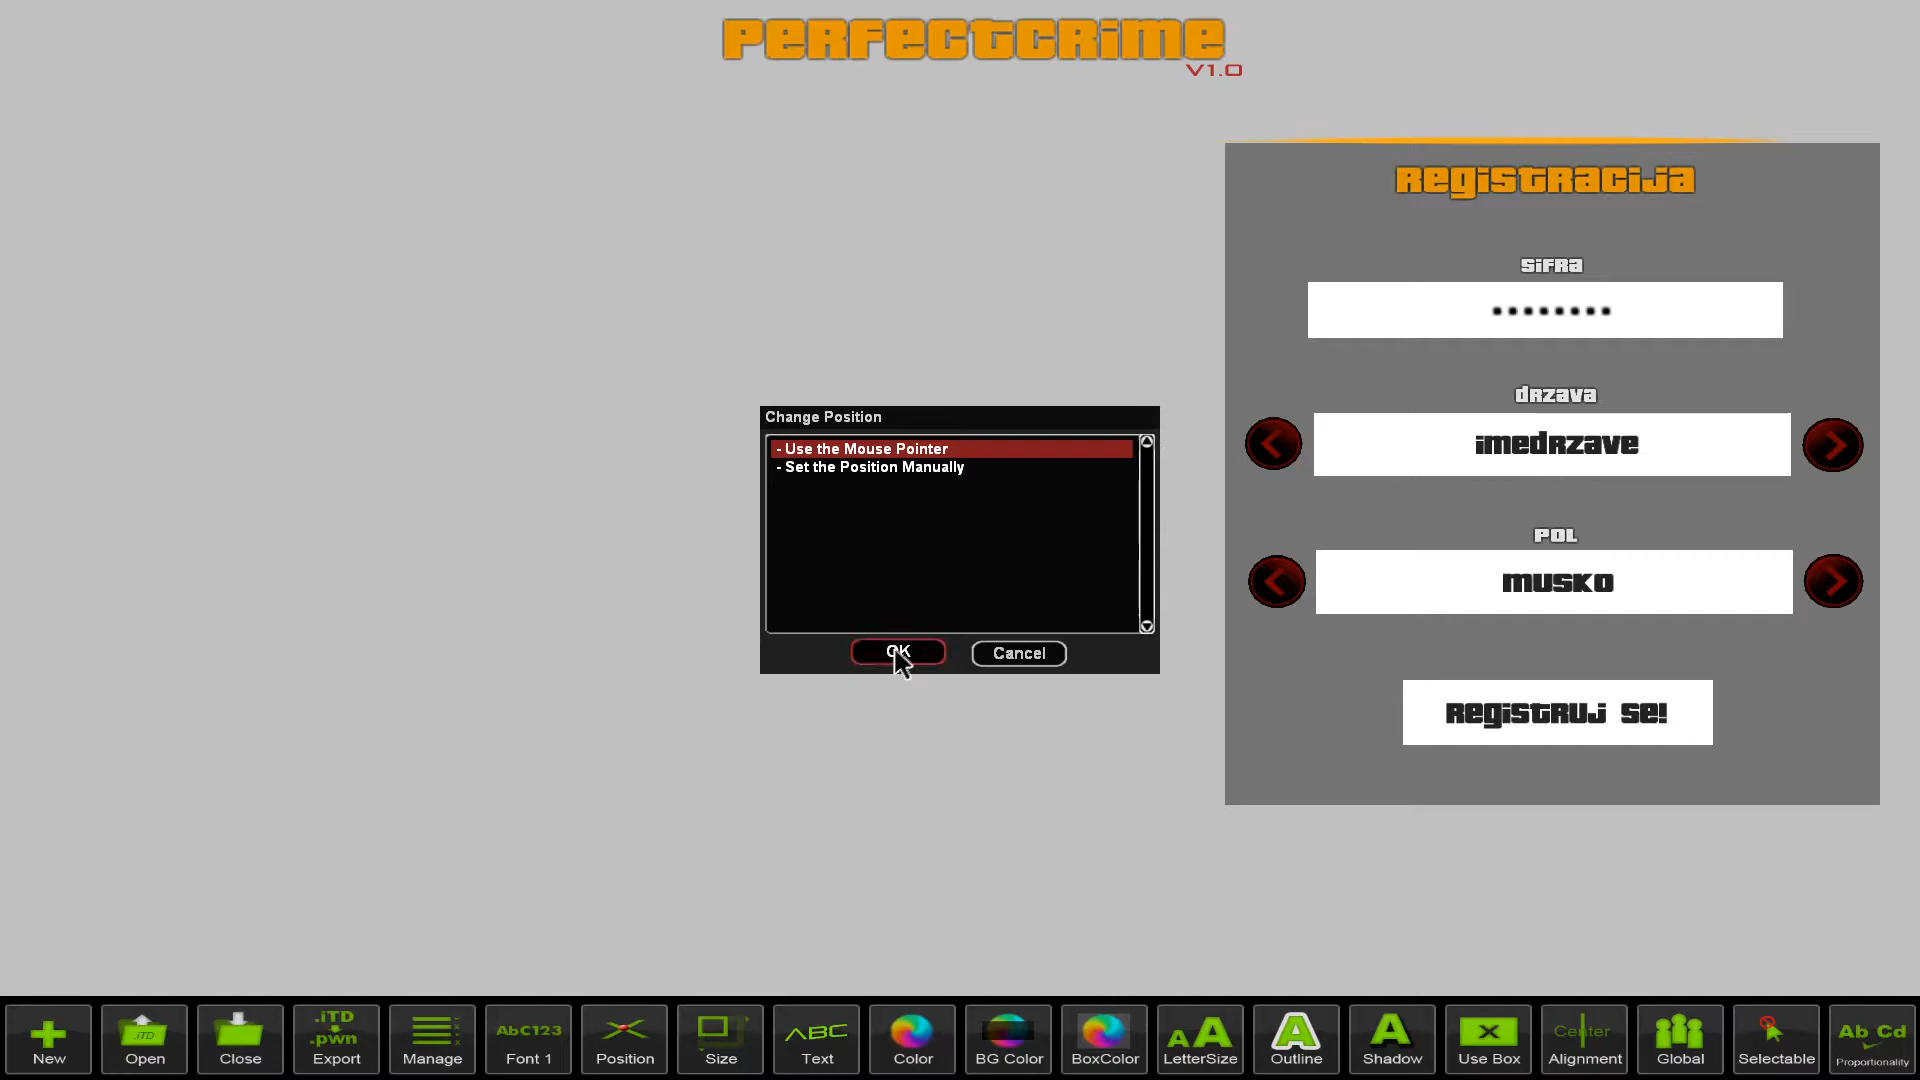 PERFECTCRIME
V1.0
Registracija
Sifra
Drzava
imedrzave
Pol
Musko
Registruj se!
Change Position
- Use the Mouse Pointer
- Set the Position Manually
OK
Cancel
New
.iTD
Open
Close
.iTD
.pwn
Export
Manage
AbC123
Font 1
Position
Size
ABC
Text
Color
BG Color
BoxColor
AA
LetterSize
A
Outline
A
Shadow
X
Use Box
Center
Alignment
Global
Selectable
Ab Cd
Proportionality